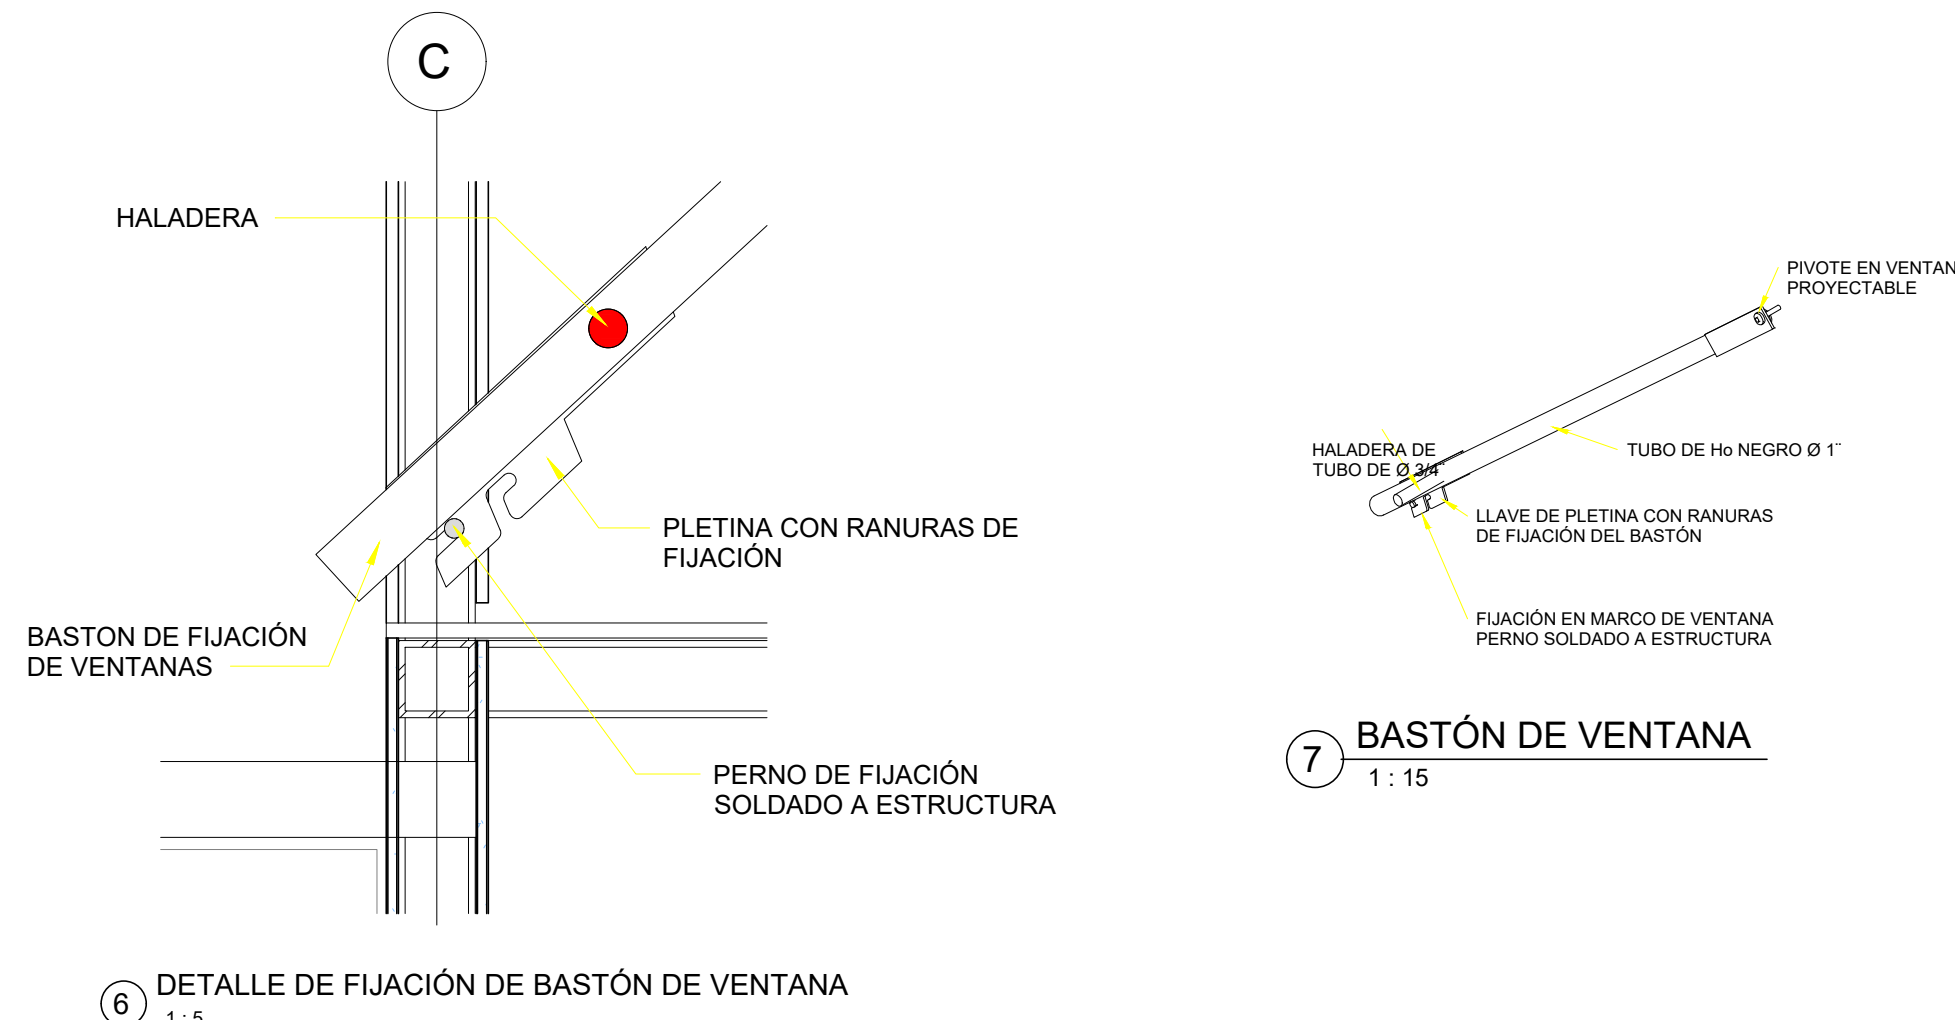 C
HALADERA
PLETINA CON RANURAS DE
FIJACIÓN
BASTON DE FIJACIÓN
DE VENTANAS
PERNO DE FIJACIÓN
SOLDADO A ESTRUCTURA
6
DETALLE DE FIJACIÓN DE BASTÓN DE VENTANA
1 : 5
PIVOTE EN VENTAN
PROYECTABLE
HALADERA DE
TUBO DE Ø 3/4¨
TUBO DE Ho NEGRO Ø 1¨
LLAVE DE PLETINA CON RANURAS
DE FIJACIÓN DEL BASTÓN
FIJACIÓN EN MARCO DE VENTANA
PERNO SOLDADO A ESTRUCTURA
7
BASTÓN DE VENTANA
1 : 15